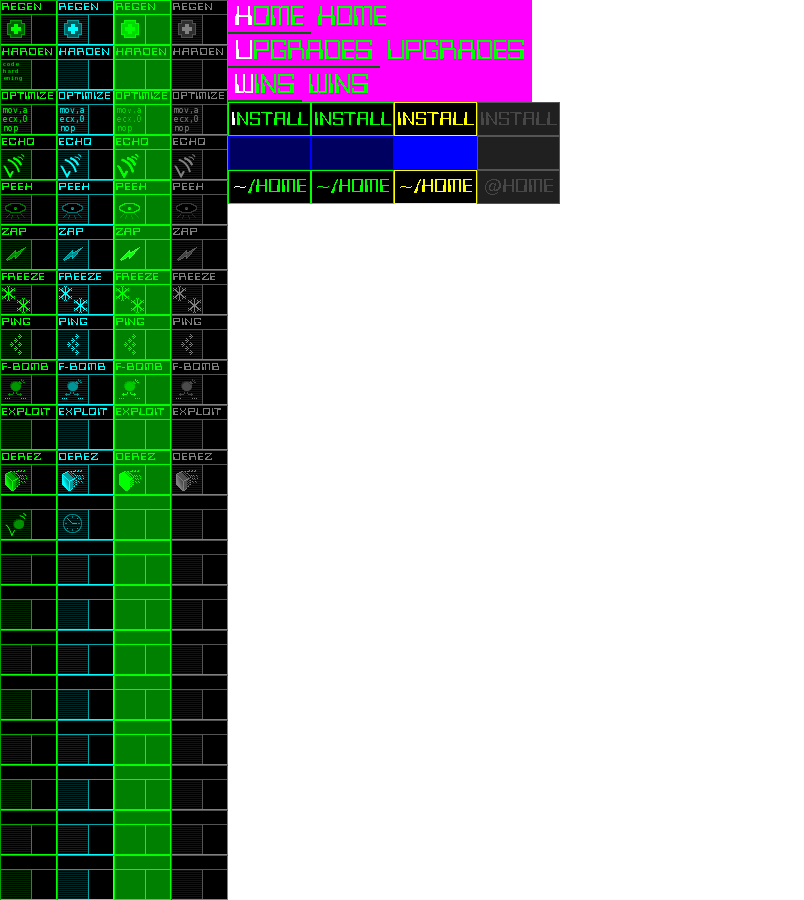 REGEN REGEN REGEN REGEN
HARDEN HARDEN HARDEN HARDEN
code
hard
ening
OPTIMIZE OPTIMIZE OPTIMIZE OPTIMIZE
mov,a mov,a mov,a mov,a
ecx,0 ecx,0 ecx,0 ecx,0
nop nop nop nop
ECHO ECHO ECHO ECHO
PEEK PEEK PEEK PEEK
ZAP ZAP ZAP ZAP
FREEZE FREEZE FREEZE FREEZE
PING PING PING PING
F-BOMB F-BOMB F-BOMB F-BOMB
EXPLOIT EXPLOIT EXPLOIT EXPLOIT
DEREZ DEREZ DEREZ DEREZ
HOME HOME
UPGRADES UPGRADES
WINS WINS
INSTALL INSTALL INSTALL INSTALL
~/HOME ~/HOME ~/HOME @HOME